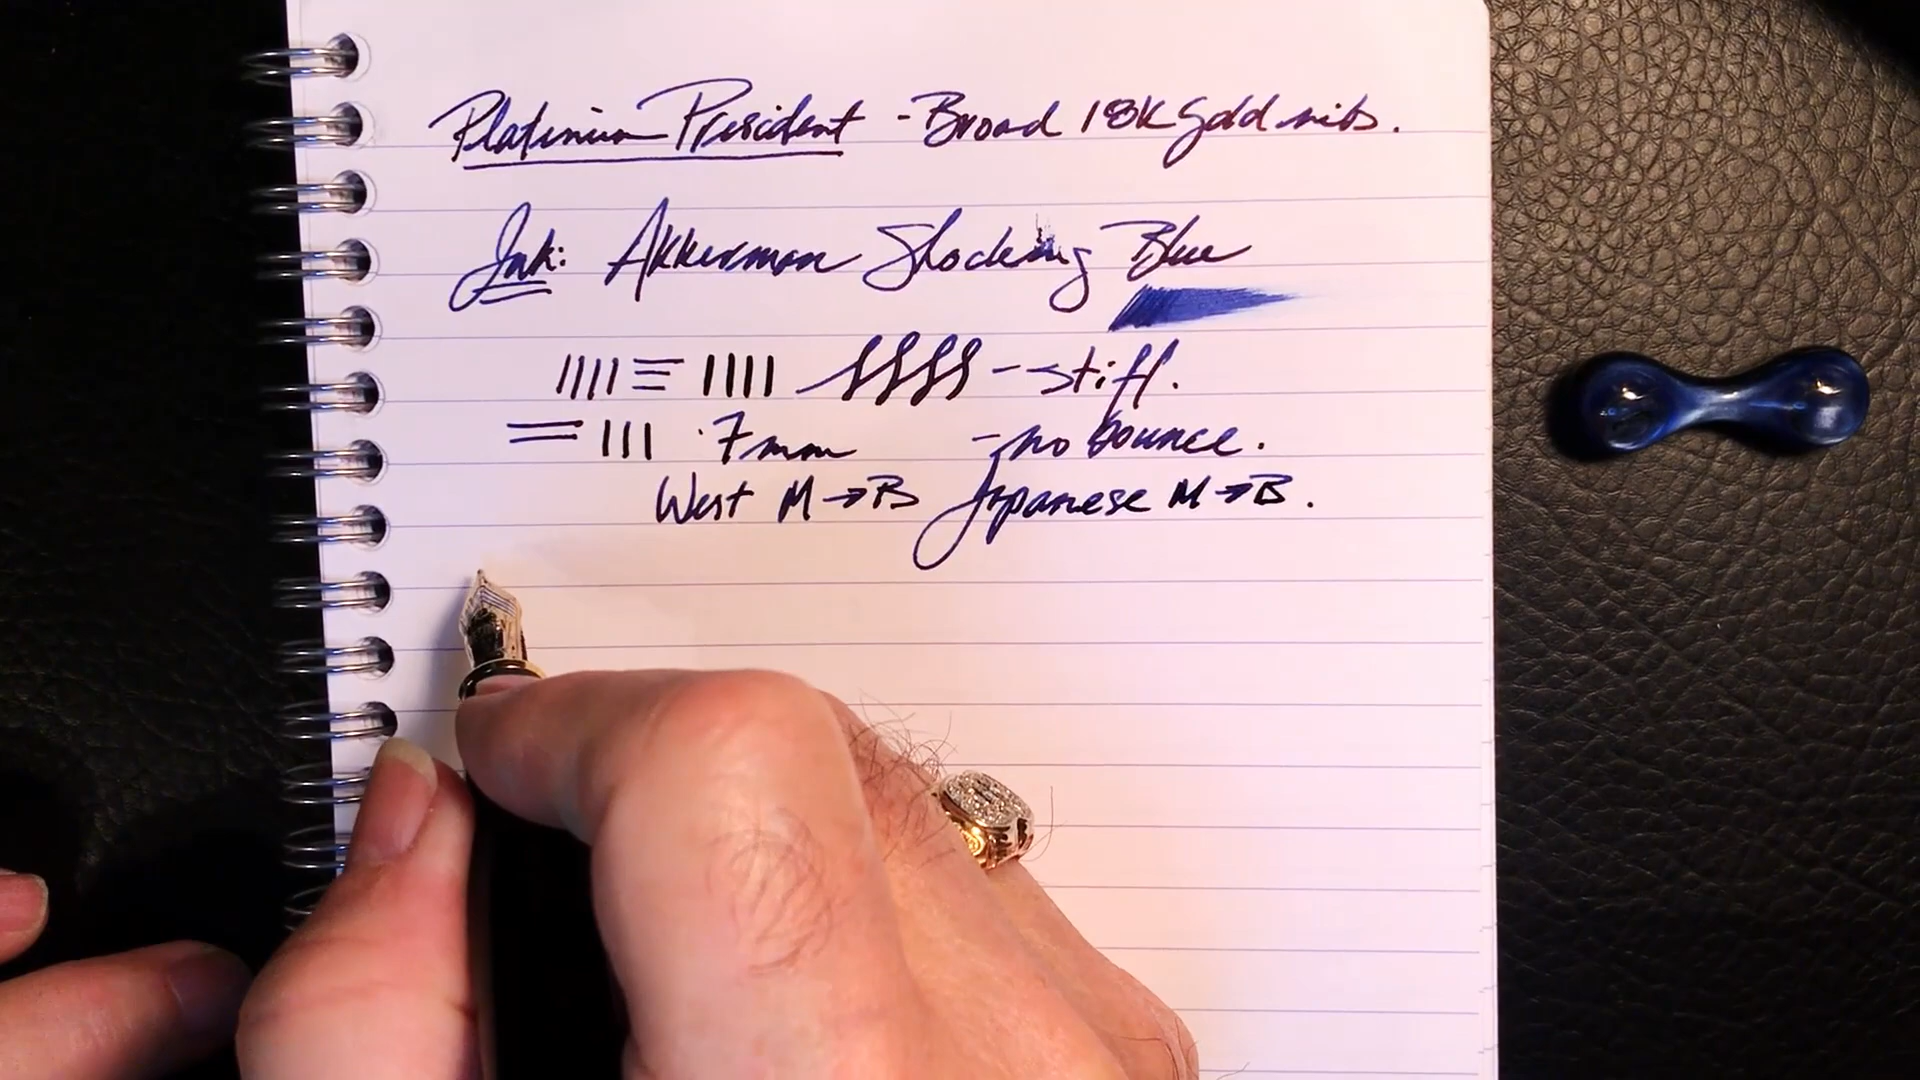 Platinum President - Broad 18K Gold nibs.
Ink: Akkerman Shocking Blue
- stiff.
.7mm - no bounce.
West M → B Japanese M → B.